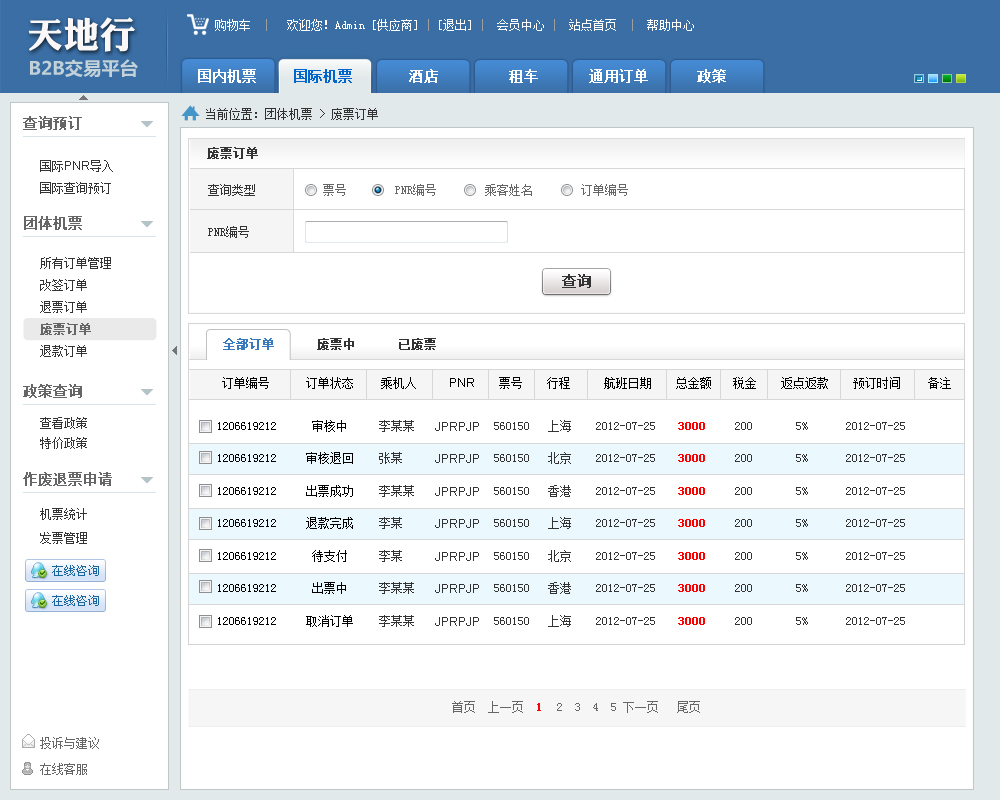 天地行
B2B交易平台
购物车 | 欢迎您! Admin [供应商] | [退出] | 会员中心 | 站点首页 | 帮助中心
国内机票 国际机票 酒店 租车 通用订单 政策
当前位置: 团体机票 > 废票订单
查询预订
国际PNR导入
国际查询预订
团体机票
所有订单管理
改签订单
退票订单
废票订单
退款订单
政策查询
查看政策
特价政策
作废退票申请
机票统计
发票管理
在线咨询
在线咨询
投诉与建议
在线客服
废票订单
查询类型 票号 PNR编号 乘客姓名 订单编号
PNR编号
查询
全部订单 废票中 已废票
订单编号 订单状态 乘机人 PNR 票号 行程 航班日期 总金额 税金 返点返款 预订时间 备注
1206619212 审核中 李某某 JPRPJP 560150 上海 2012-07-25 3000 200 5% 2012-07-25
1206619212 审核退回 张某 JPRPJP 560150 北京 2012-07-25 3000 200 5% 2012-07-25
1206619212 出票成功 李某某 JPRPJP 560150 香港 2012-07-25 3000 200 5% 2012-07-25
1206619212 退款完成 李某 JPRPJP 560150 上海 2012-07-25 3000 200 5% 2012-07-25
1206619212 待支付 李某 JPRPJP 560150 北京 2012-07-25 3000 200 5% 2012-07-25
1206619212 出票中 李某某 JPRPJP 560150 香港 2012-07-25 3000 200 5% 2012-07-25
1206619212 取消订单 李某某 JPRPJP 560150 上海 2012-07-25 3000 200 5% 2012-07-25
首页 上一页 1 2 3 4 5 下一页 尾页